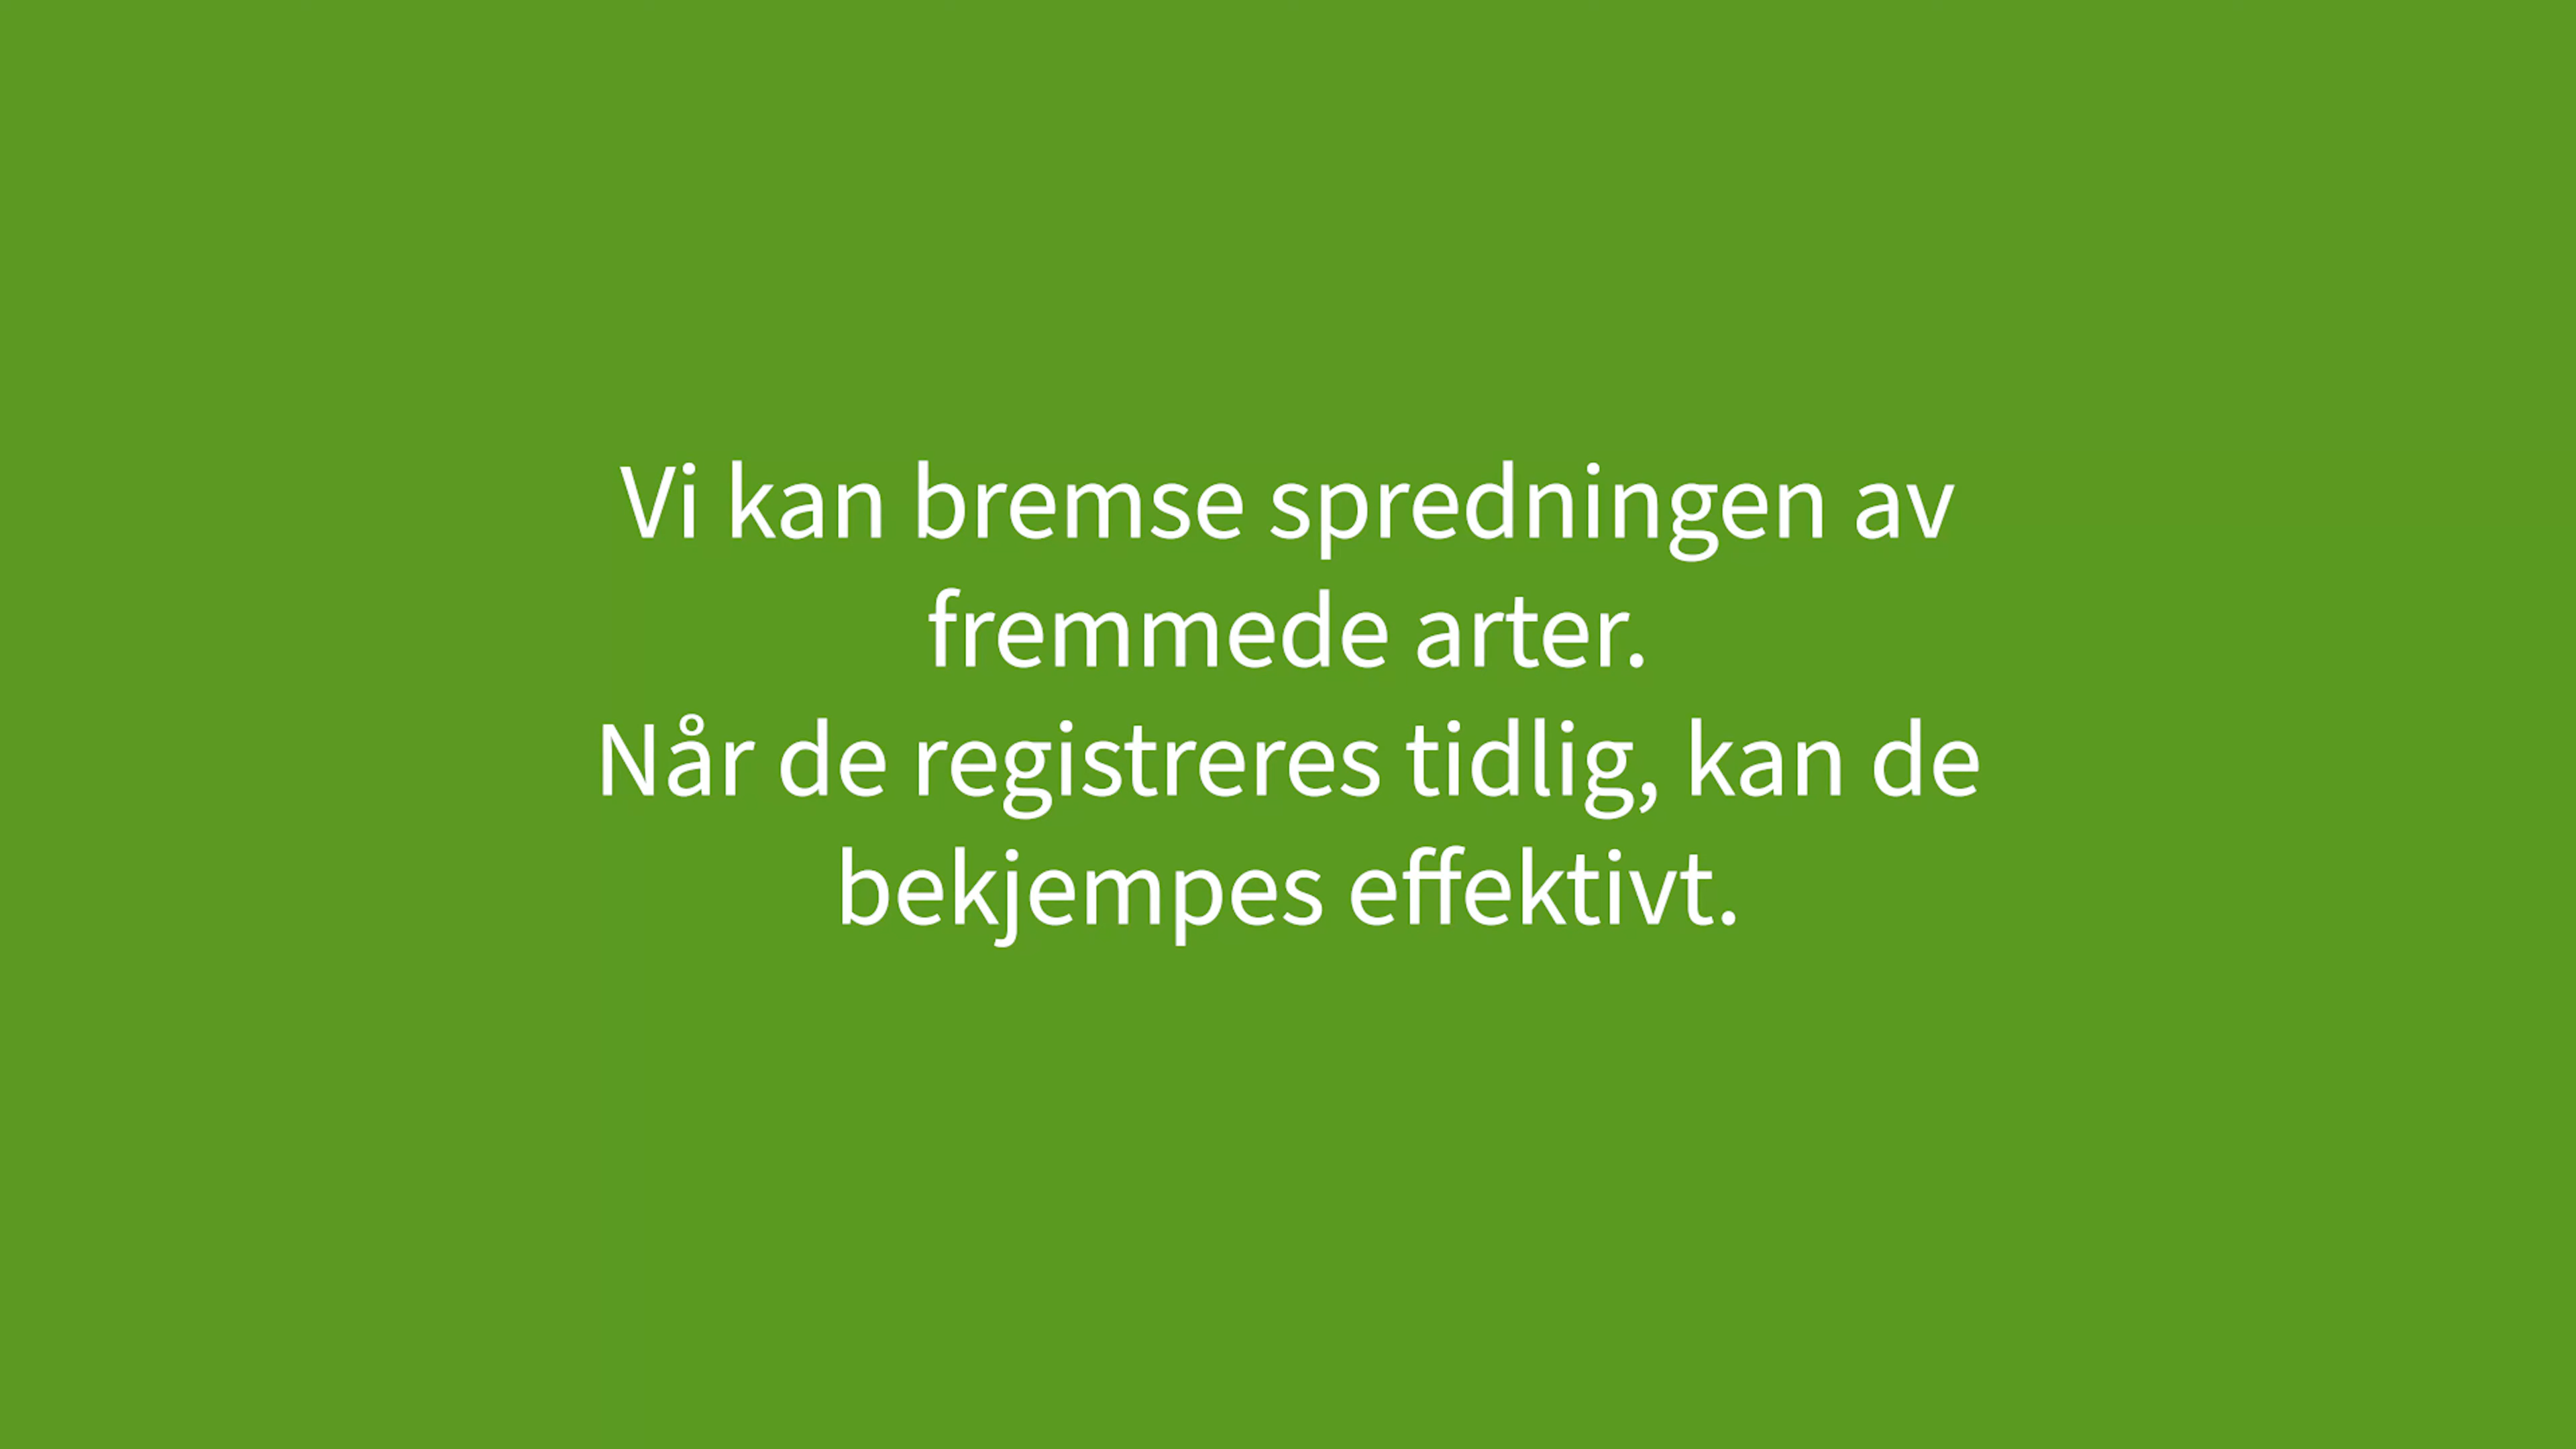 Vi kan bremse spredningen av
fremmede arter.
Når de registreres tidlig, kan de
bekjempes effektivt.